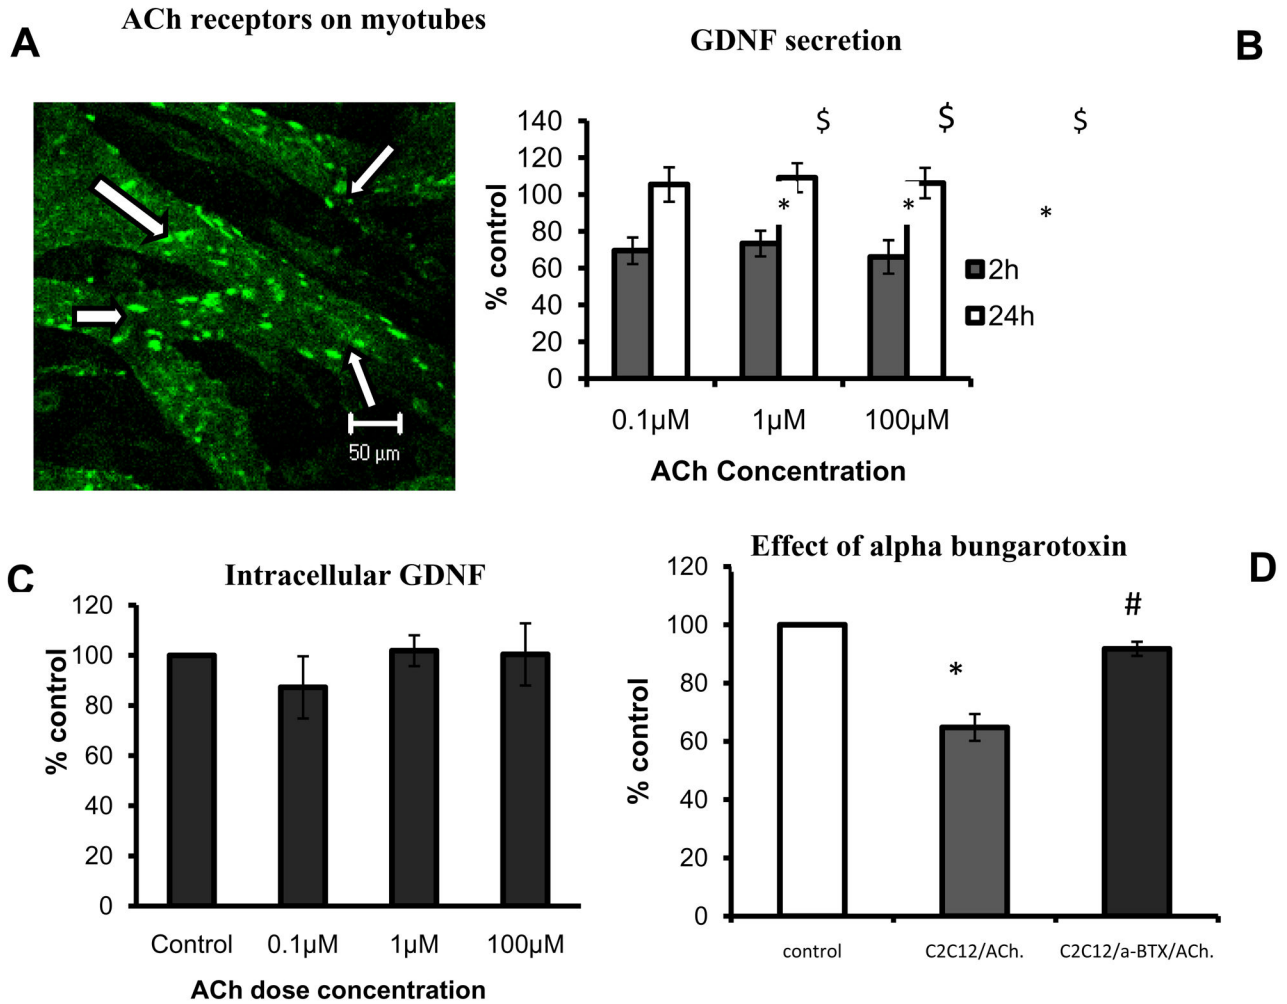 ACh receptors on myotubes
A
50 µm
GDNF secretion
B
140
120
100
80
60
40
20
0
% control
$
$
$
*
*
*
2h
24h
0.1µM
1µM
100µM
ACh Concentration
C
Intracellular GDNF
120
100
80
60
40
20
0
% control
Control
0.1µM
1µM
100µM
ACh dose concentration
Effect of alpha bungarotoxin
D
120
100
80
60
40
20
0
% control
*
#
control
C2C12/ACh.
C2C12/a-BTX/ACh.